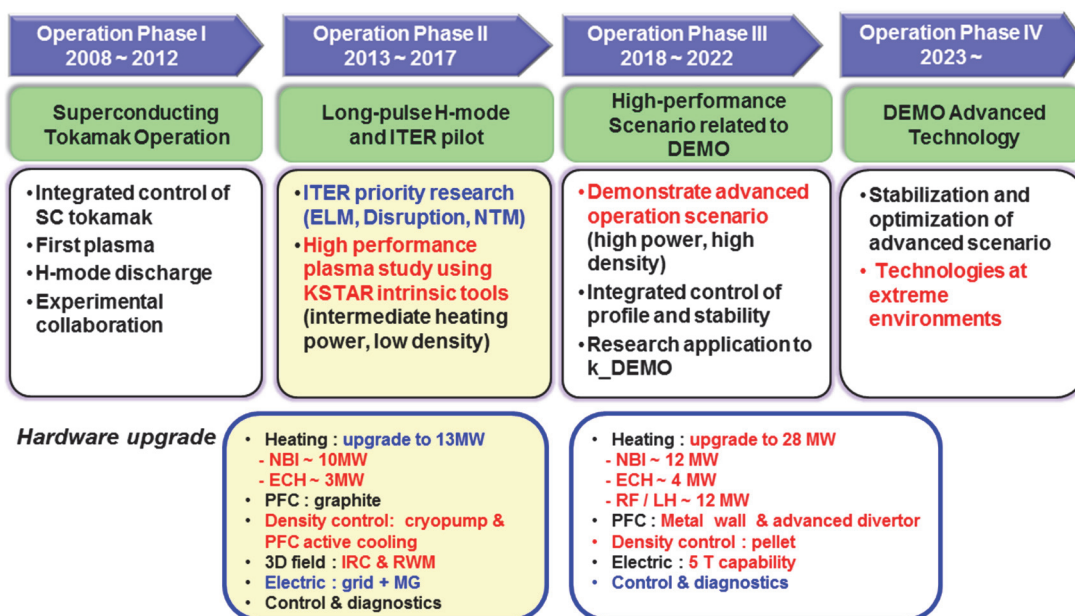 Operation Phase I
2008 ~ 2012
Operation Phase II
2013 ~ 2017
Operation Phase III
2018 ~ 2022
Operation Phase IV
2023 ~
Superconducting
Tokamak Operation
Long-pulse H-mode
and ITER pilot
High-performance
Scenario related to
DEMO
DEMO Advanced
Technology
•Integrated control of
SC tokamak
•First plasma
•H-mode discharge
•Experimental
collaboration
•ITER priority research
(ELM, Disruption, NTM)
•High performance
plasma study using
KSTAR intrinsic tools
(intermediate heating
power, low density)
•Demonstrate advanced
operation scenario
(high power, high
density)
•Integrated control of
profile and stability
•Research application to
k_DEMO
•Stabilization and
optimization of
advanced scenario
• Technologies at
extreme
environments
Hardware upgrade
• Heating : upgrade to 13MW
- NBI ~ 10MW
- ECH ~ 3MW
• PFC : graphite
• Density control: cryopump &
PFC active cooling
• 3D field : IRC & RWM
• Electric : grid + MG
• Control & diagnostics
• Heating : upgrade to 28 MW
- NBI ~ 12 MW
- ECH ~ 4 MW
- RF / LH ~ 12 MW
• PFC : Metal wall & advanced divertor
• Density control : pellet
• Electric : 5 T capability
• Control & diagnostics